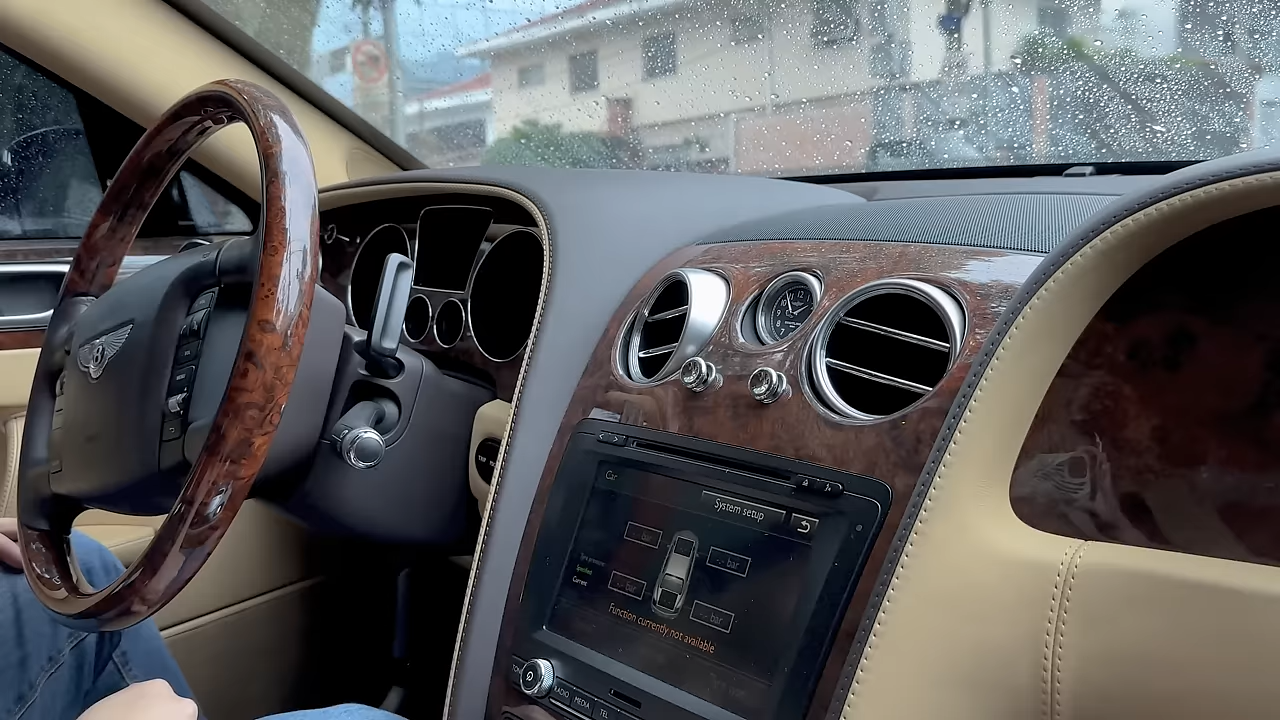 B
Car
System setup
bar
bar
Tyre pressure
Specified
Current
bar
bar
Function currently not available
RADIO
MEDIA
TEL